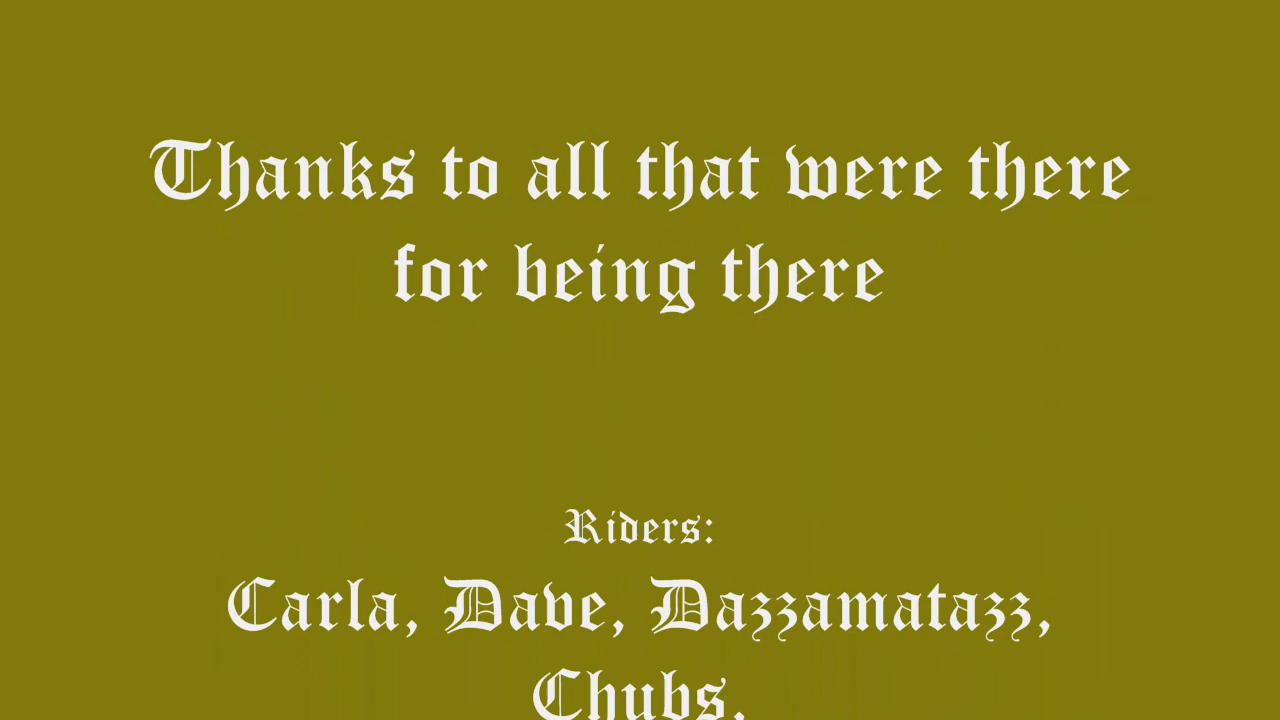 Thanks to all that were there
for being there
Riders:
Carla, Dave, Dazzamatazz,
Chubs,